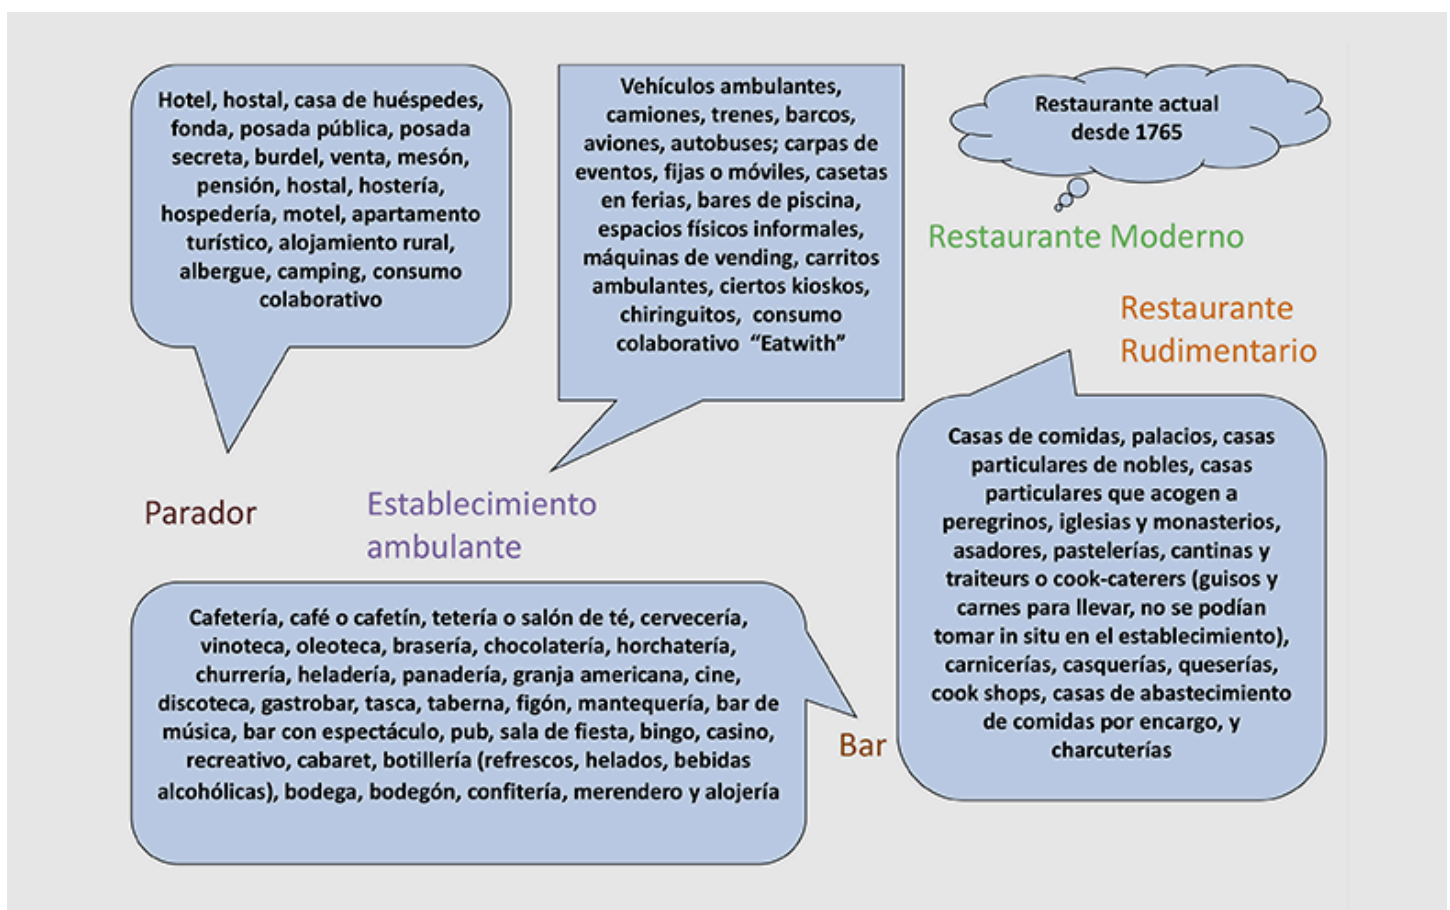 Hotel, hostal, casa de huéspedes,
fonda, posada pública, posada
secreta, burdel, venta, mesón,
pensión, hostal, hostería,
hospedería, motel, apartamento
turístico, alojamiento rural,
albergue, camping, consumo
colaborativo
Parador
Vehículos ambulantes,
camiones, trenes, barcos,
aviones, autobuses; carpas de
eventos, fijas o móviles, casetas
en ferias, bares de piscina,
espacios físicos informales,
máquinas de vending, carritos
ambulantes, ciertos kioskos,
chiringuitos, consumo
colaborativo “Eatwith”
Establecimiento
ambulante
Restaurante actual
desde 1765
Restaurante Moderno
Restaurante
Rudimentario
Casas de comidas, palacios, casas
particulares de nobles, casas
particulares que acogen a
peregrinos, iglesias y monasterios,
asadores, pastelerías, cantinas y
traiteurs o cook-caterers (guisos y
carnes para llevar, no se podían
tomar in situ en el establecimiento),
carnicerías, casquerías, queserías,
cook shops, casas de abastecimiento
de comidas por encargo, y
charcuterías
Cafetería, café o cafetín, tetería o salón de té, cervecería,
vinoteca, oleoteca, brasería, chocolatería, horchatería,
churrería, heladería, panadería, granja americana, cine,
discoteca, gastrobar, tasca, taberna, figón, mantequería, bar de
música, bar con espectáculo, pub, sala de fiesta, bingo, casino,
recreativo, cabaret, botillería (refrescos, helados, bebidas
alcohólicas), bodega, bodegón, confitería, merendero y alojería
Bar